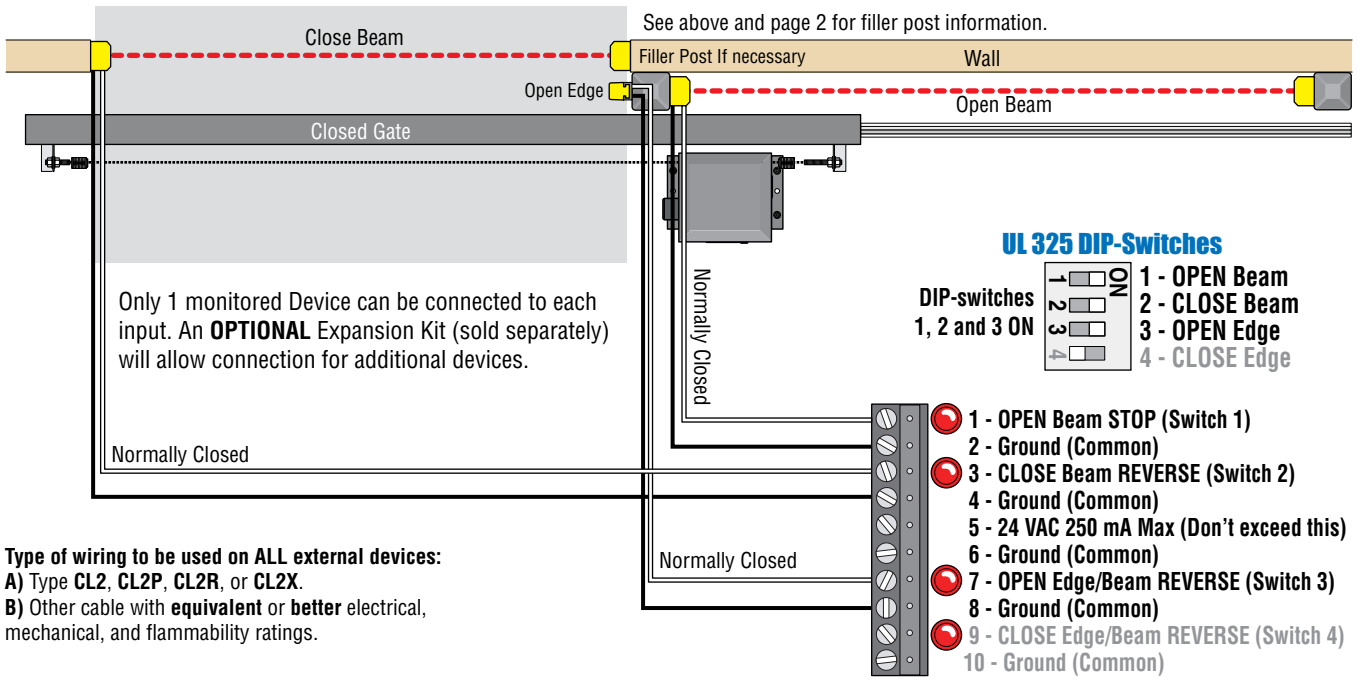 See above and page 2 for filler post information.
Close Beam
Filler Post If necessary
Wall
Open Edge
Open Beam
Closed Gate
UL 325 DIP-Switches
DIP-switches
1, 2 and 3 ON
ON
1
2
3
4
1 - OPEN Beam
2 - CLOSE Beam
3 - OPEN Edge
4 - CLOSE Edge
Only 1 monitored Device can be connected to each
input. An OPTIONAL Expansion Kit (sold separately)
will allow connection for additional devices.
Normally Closed
Normally Closed
Normally Closed
1 - OPEN Beam STOP (Switch 1)
2 - Ground (Common)
3 - CLOSE Beam REVERSE (Switch 2)
4 - Ground (Common)
5 - 24 VAC 250 mA Max (Don't exceed this)
6 - Ground (Common)
7 - OPEN Edge/Beam REVERSE (Switch 3)
8 - Ground (Common)
9 - CLOSE Edge/Beam REVERSE (Switch 4)
10 - Ground (Common)
Type of wiring to be used on ALL external devices:
A) Type CL2, CL2P, CL2R, or CL2X.
B) Other cable with equivalent or better electrical,
mechanical, and flammability ratings.